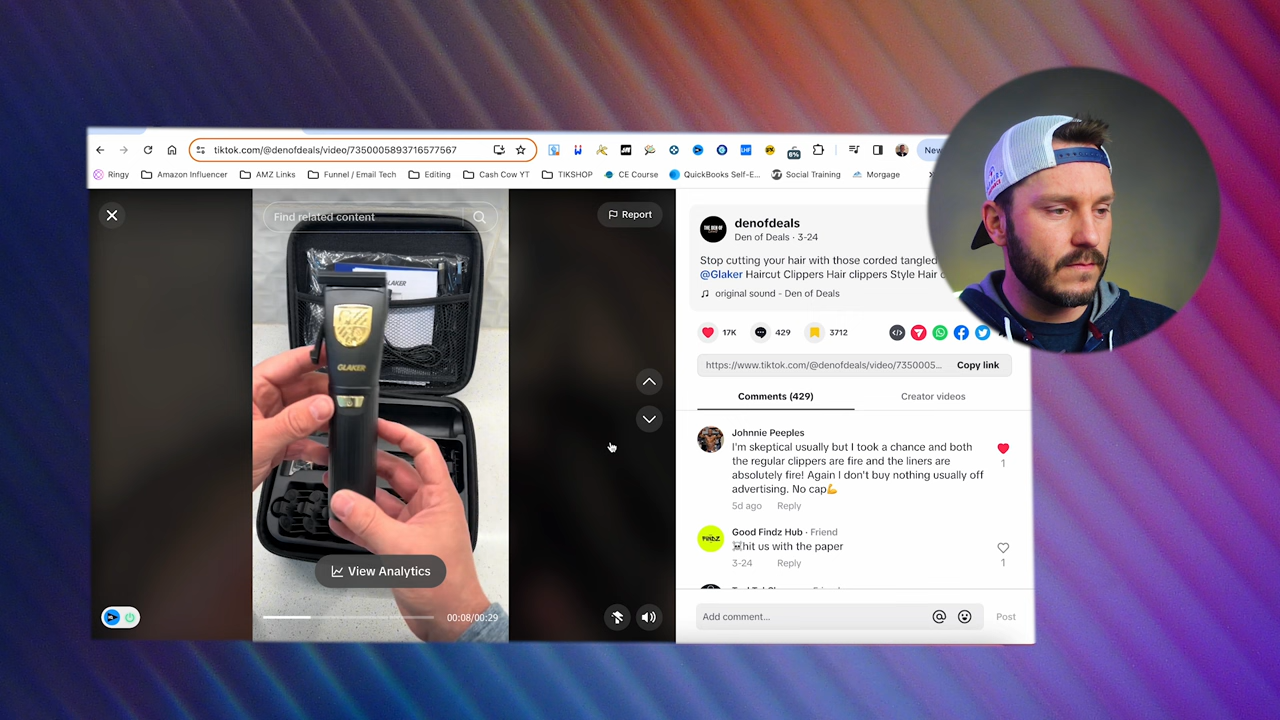 tiktok.com/@denofdeals/video/7350005893716577567
New
Ringy
Amazon Influencer
AMZ Links
Funnel / Email Tech
Editing
Cash Cow YT
TIKSHOP
CE Course
QuickBooks Self-E...
Social Training
Morgage
Find related content
Report
GLAKER
GLAKER
View Analytics
00:08/00:29
denofdeals
Den of Deals · 3-24
Stop cutting your hair with those corded tangled
@Glaker Haircut Clippers Hair clippers Style Hair
original sound - Den of Deals
17K
429
3712
https://www.tiktok.com/@denofdeals/video/7350005...
Copy link
Comments (429)
Creator videos
Johnnie Peeples
I'm skeptical usually but I took a chance and both
the regular clippers are fire and the liners are
absolutely fire! Again I don't buy nothing usually off
advertising. No cap💪
1
5d ago
Reply
FINDZ
Good Findz Hub · Friend
hit us with the paper
1
3-24
Reply
Add comment...
Post